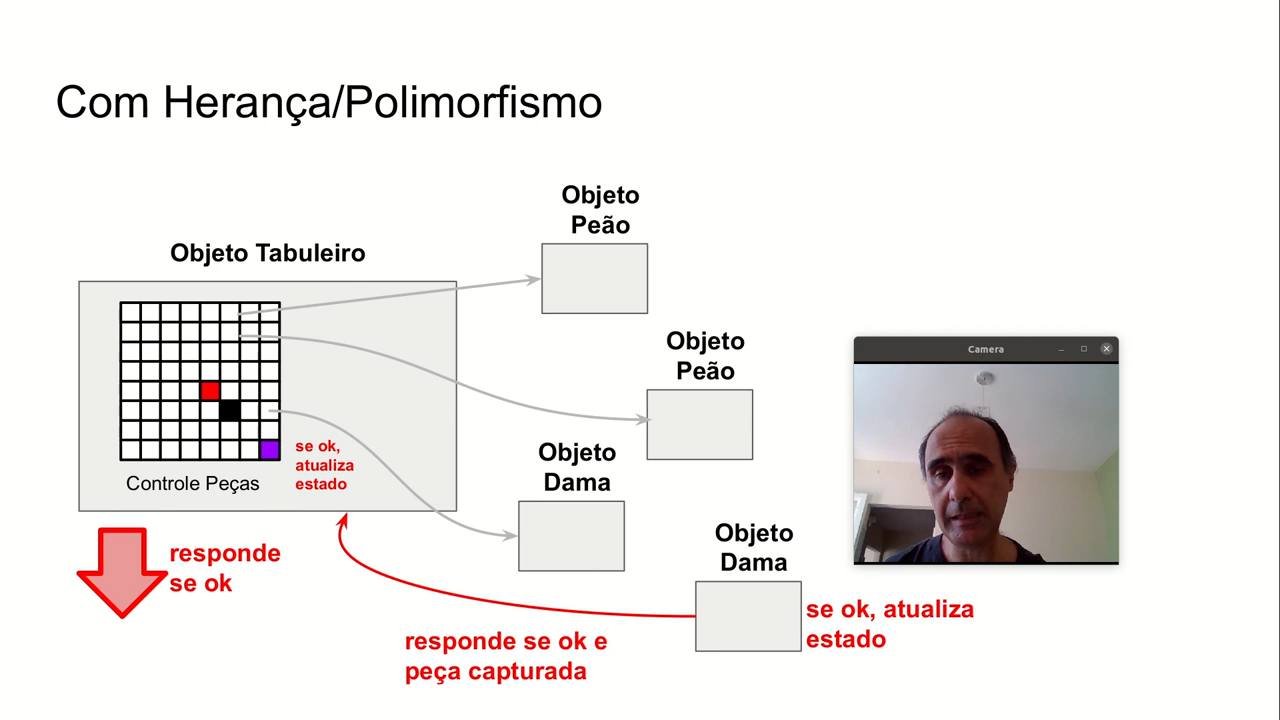 Com Herança/Polimorfismo
Objeto
Peão
Objeto Tabuleiro
Objeto
Peão
Camera
Objeto
Dama
se ok,
atualiza
estado
Controle Peças
Objeto
Dama
responde
se ok
se ok, atualiza
estado
responde se ok e
peça capturada